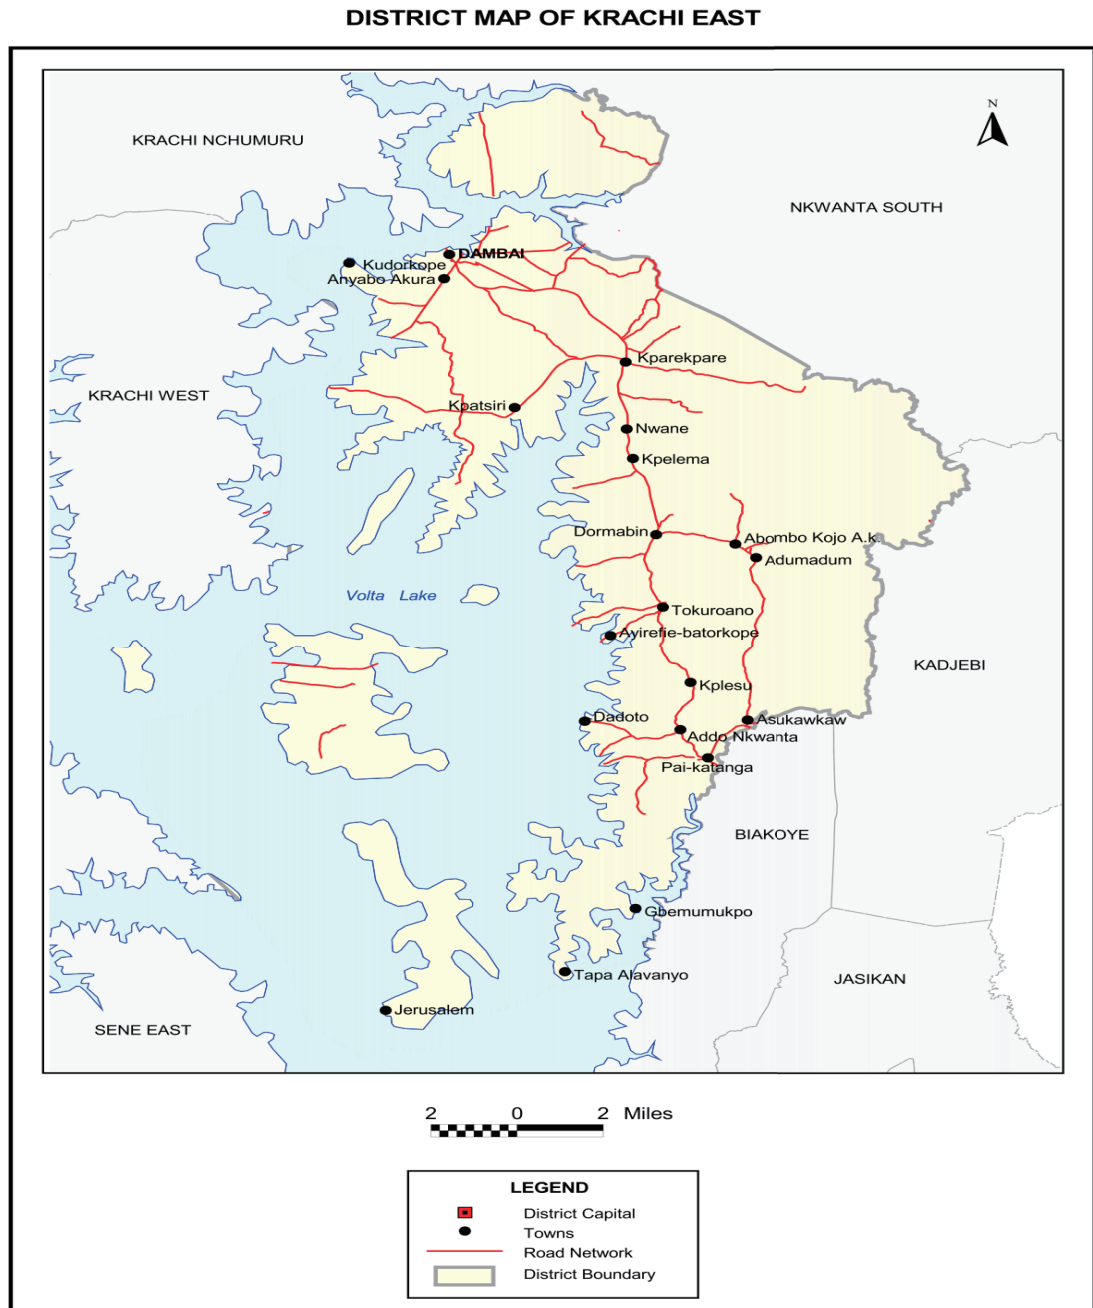 DISTRICT MAP OF KRACHI EAST
N
KRACHI NCHUMURU
NKWANTA SOUTH
DAMBAI
Kudorkope
Anyabo Akura
Kparekpare
KRACHI WEST
Kpatsiri
Nwane
Kpelema
Dormabin
Abombo Kojo A.k.
Adumadum
Volta Lake
Tokuroano
Ayirefie-batorkope
KADJEBI
Kplesu
Dadoto
Asukawkaw
Addo Nkwanta
Pai-katanga
BIAKOYE
Gbemumukpo
Tapa Alavanyo
JASIKAN
Jerusalem
SENE EAST
2 0 2 Miles
LEGEND
District Capital
Towns
Road Network
District Boundary